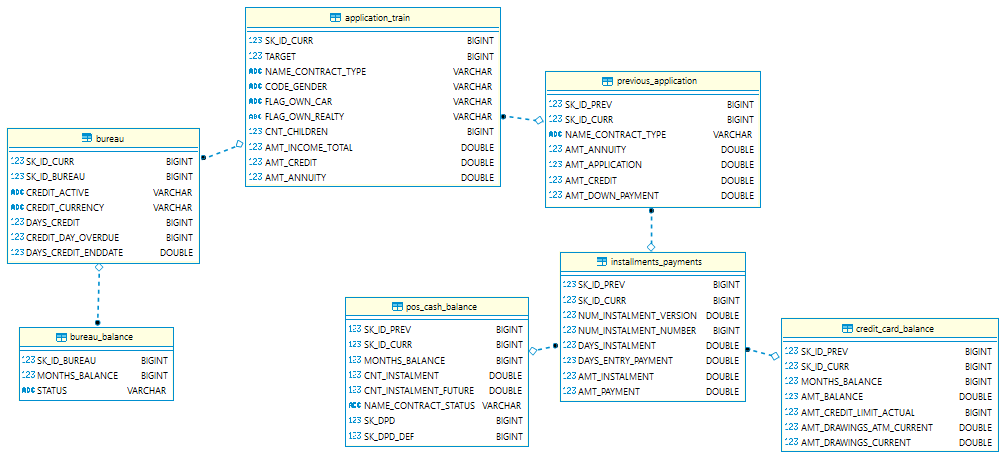 application_train
123 SK_ID_CURR BIGINT
123 TARGET BIGINT
ABC NAME_CONTRACT_TYPE VARCHAR
ABC CODE_GENDER VARCHAR
ABC FLAG_OWN_CAR VARCHAR
ABC FLAG_OWN_REALTY VARCHAR
123 CNT_CHILDREN BIGINT
123 AMT_INCOME_TOTAL DOUBLE
123 AMT_CREDIT DOUBLE
123 AMT_ANNUITY DOUBLE
previous_application
123 SK_ID_PREV BIGINT
123 SK_ID_CURR BIGINT
ABC NAME_CONTRACT_TYPE VARCHAR
123 AMT_ANNUITY DOUBLE
123 AMT_APPLICATION DOUBLE
123 AMT_CREDIT DOUBLE
123 AMT_DOWN_PAYMENT DOUBLE
bureau
123 SK_ID_CURR BIGINT
123 SK_ID_BUREAU BIGINT
ABC CREDIT_ACTIVE VARCHAR
ABC CREDIT_CURRENCY VARCHAR
123 DAYS_CREDIT BIGINT
123 CREDIT_DAY_OVERDUE BIGINT
123 DAYS_CREDIT_ENDDATE DOUBLE
installments_payments
123 SK_ID_PREV BIGINT
123 SK_ID_CURR BIGINT
123 NUM_INSTALMENT_VERSION DOUBLE
123 NUM_INSTALMENT_NUMBER BIGINT
123 DAYS_INSTALMENT DOUBLE
123 DAYS_ENTRY_PAYMENT DOUBLE
123 AMT_INSTALMENT DOUBLE
123 AMT_PAYMENT DOUBLE
pos_cash_balance
123 SK_ID_PREV BIGINT
123 SK_ID_CURR BIGINT
123 MONTHS_BALANCE BIGINT
123 CNT_INSTALMENT DOUBLE
123 CNT_INSTALMENT_FUTURE DOUBLE
ABC NAME_CONTRACT_STATUS VARCHAR
123 SK_DPD BIGINT
123 SK_DPD_DEF BIGINT
credit_card_balance
123 SK_ID_PREV BIGINT
123 SK_ID_CURR BIGINT
123 MONTHS_BALANCE BIGINT
123 AMT_BALANCE DOUBLE
123 AMT_CREDIT_LIMIT_ACTUAL BIGINT
123 AMT_DRAWINGS_ATM_CURRENT DOUBLE
123 AMT_DRAWINGS_CURRENT DOUBLE
bureau_balance
123 SK_ID_BUREAU BIGINT
123 MONTHS_BALANCE BIGINT
ABC STATUS VARCHAR